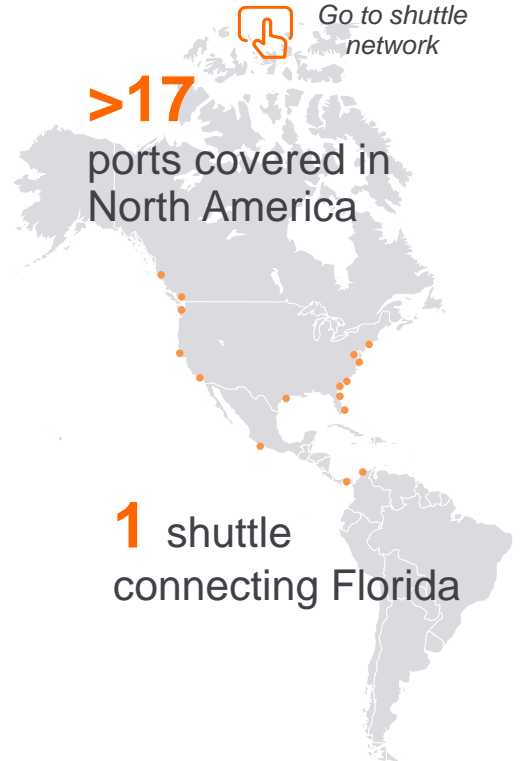 Go to shuttle
network
>17
ports covered in
North America
1 shuttle
connecting Florida